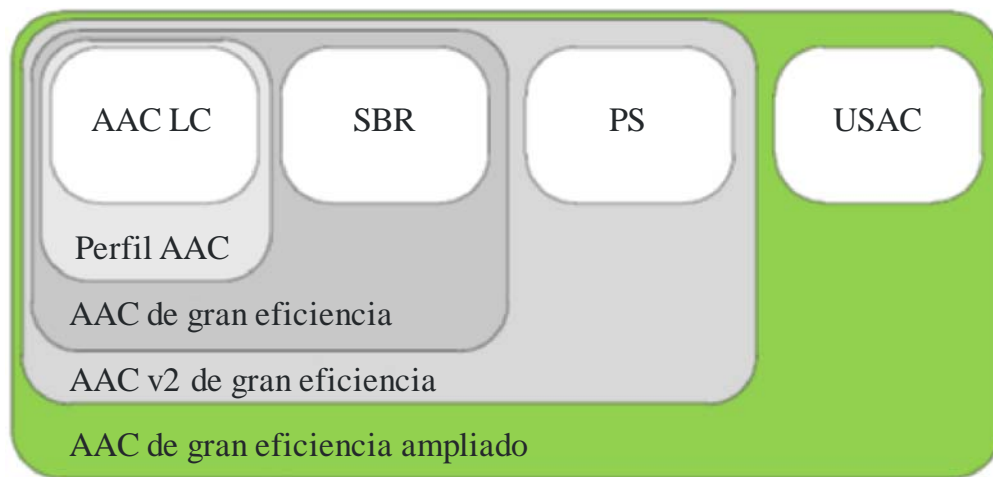 AAC LC
SBR
PS
USAC
Perfil AAC
AAC de gran eficiencia
AAC v2 de gran eficiencia
AAC de gran eficiencia ampliado